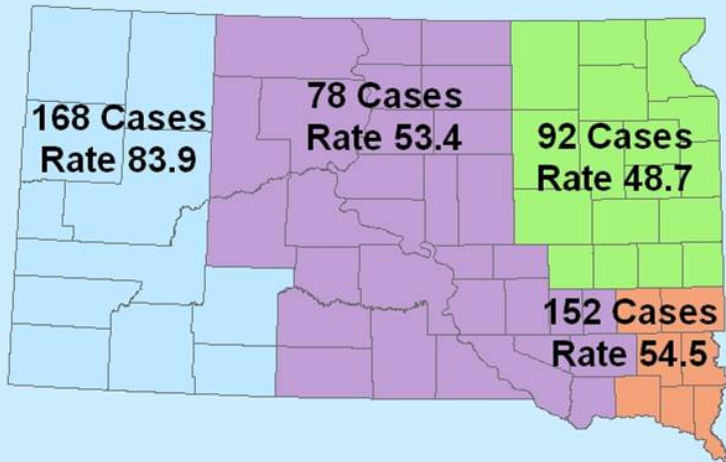 168 Cases
Rate 83.9
78 Cases
Rate 53.4
92 Cases
Rate 48.7
152 Cases
Rate 54.5